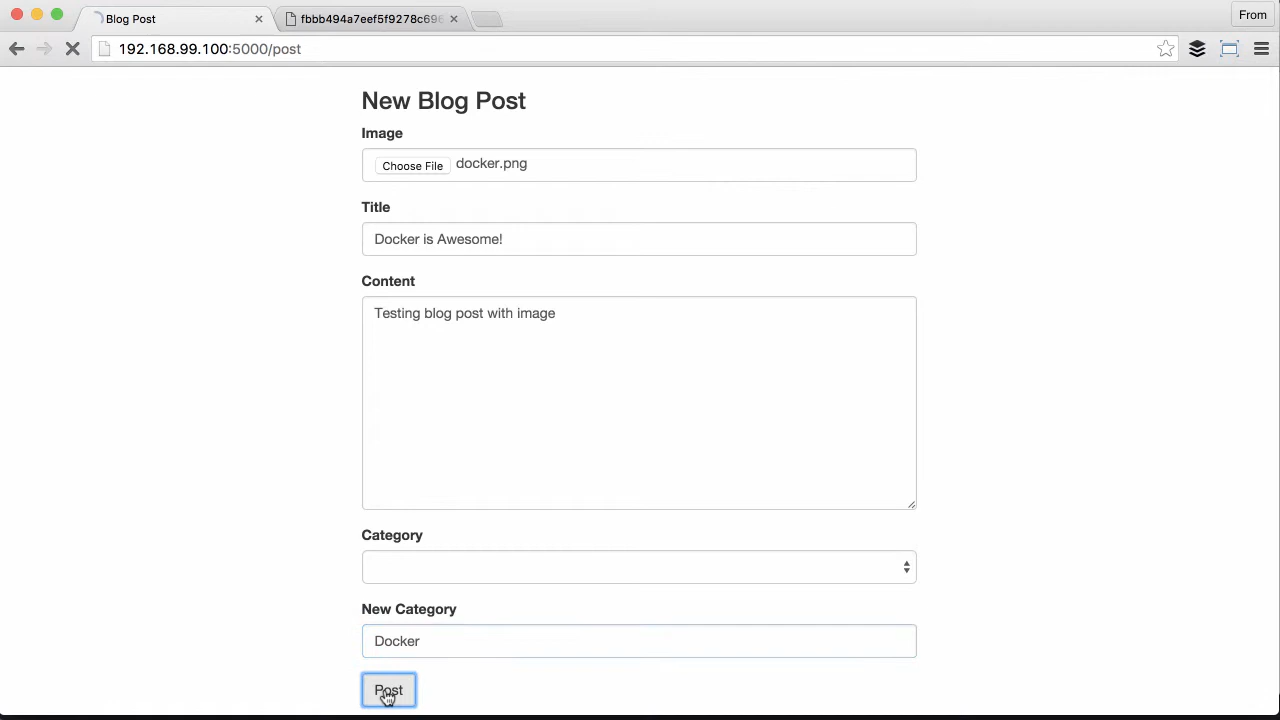 Blog Post
fbbb494a7eef5f9278c696
From
192.168.99.100:5000/post
New Blog Post
Image
Choose File docker.png
Title
Docker is Awesome!
Content
Testing blog post with image
Category
New Category
Docker
Post